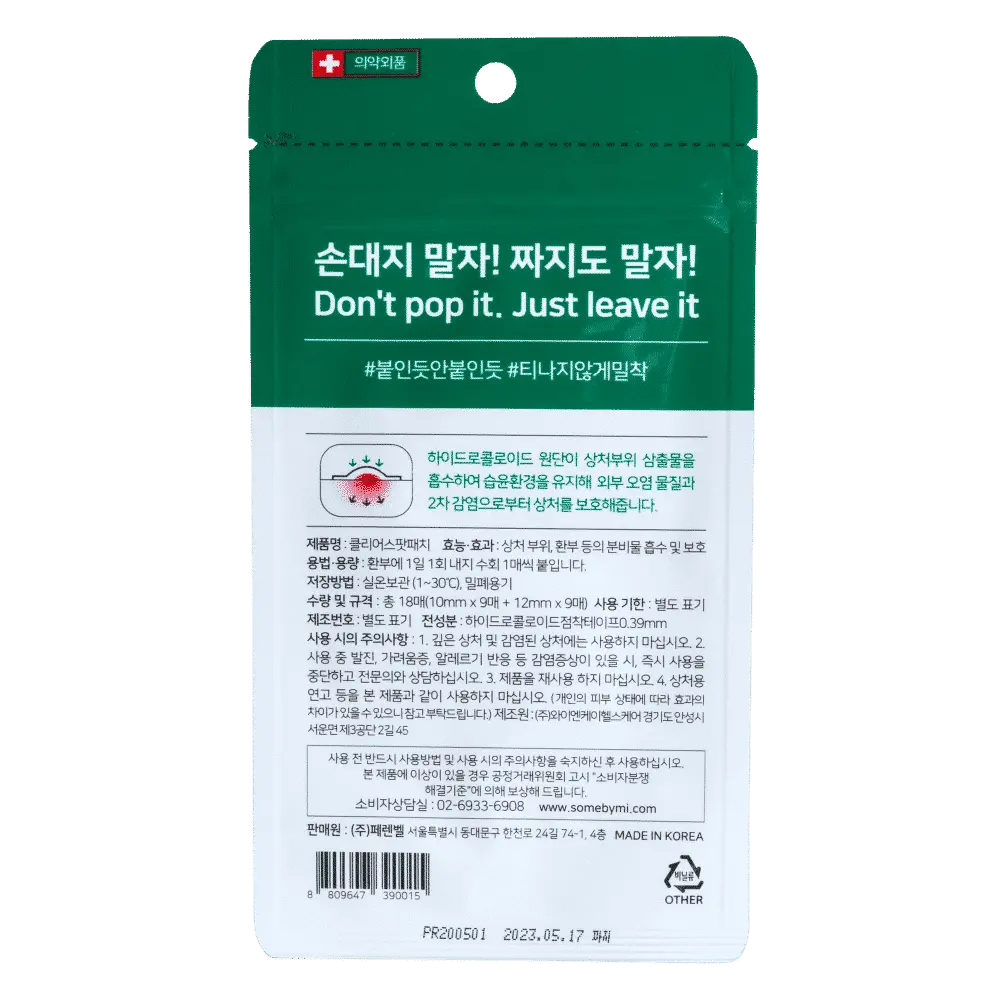 의약외품
손대지 말자! 짜지도 말자!
Don't pop it. Just leave it
#붙인듯안붙인듯 #티나지않게밀착
하이드로콜로이드 원단이 상처부위 삼출물을
흡수하여 습윤환경을 유지해 외부 오염 물질과
2차 감염으로부터 상처를 보호해줍니다.
제품명 : 클리어스팟패치 효능·효과 : 상처 부위, 환부 등의 분비물 흡수 및 보호
용법·용량 : 환부에 1일 1회 내지 수회 1매씩 붙입니다.
저장방법 : 실온보관 (1~30℃), 밀폐용기
수량 및 규격 : 총 18매(10mm x 9매 + 12mm x 9매) 사용 기한 : 별도 표기
제조번호 : 별도 표기 전성분 : 하이드로콜로이드점착테이프0.39mm
사용 시의 주의사항 : 1. 깊은 상처 및 감염된 상처에는 사용하지 마십시오. 2.
사용 중 발진, 가려움증, 알레르기 반응 등 감염증상이 있을 시, 즉시 사용을
중단하고 전문의와 상담하십시오. 3. 제품을 재사용 하지 마십시오. 4. 상처용
연고 등을 본 제품과 같이 사용하지 마십시오. (개인의 피부 상태에 따라 효과의
차이가 있을 수 있으니 참고 부탁드립니다.) 제조원 : (주)와이엔케이헬스케어 경기도 안성시
서운면 제3공단 2길 45
사용 전 반드시 사용방법 및 사용 시의 주의사항을 숙지하신 후 사용하십시오.
본 제품에 이상이 있을 경우 공정거래위원회 고시 "소비자분쟁
해결기준"에 의해 보상해 드립니다.
소비자상담실 : 02-6933-6908 www.somebymi.com
판매원 : (주)페렌벨 서울특별시 동대문구 한천로 24길 74-1, 4층 MADE IN KOREA
비닐류
OTHER
8 809647 390015
PR200501 2023.05.17 까지